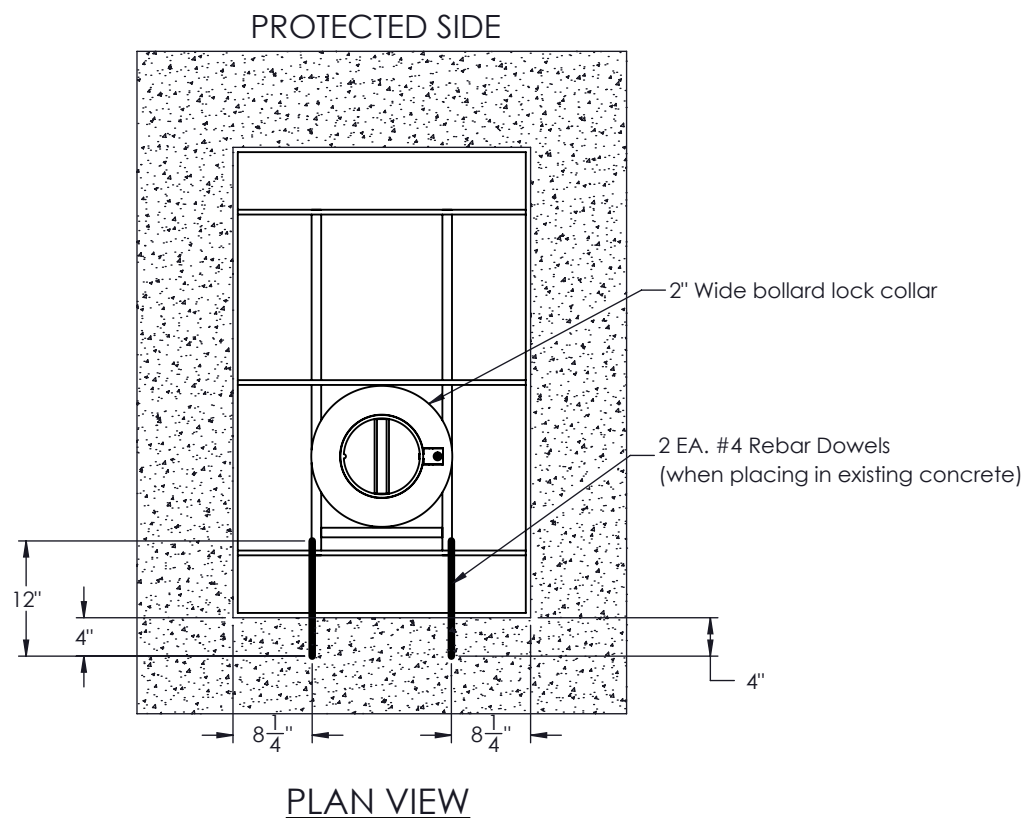 PROTECTED SIDE
2" Wide bollard lock collar
2 EA. #4 Rebar Dowels
(when placing in existing concrete)
12"
4"
4"
8 1/4"
8 1/4"
PLAN VIEW